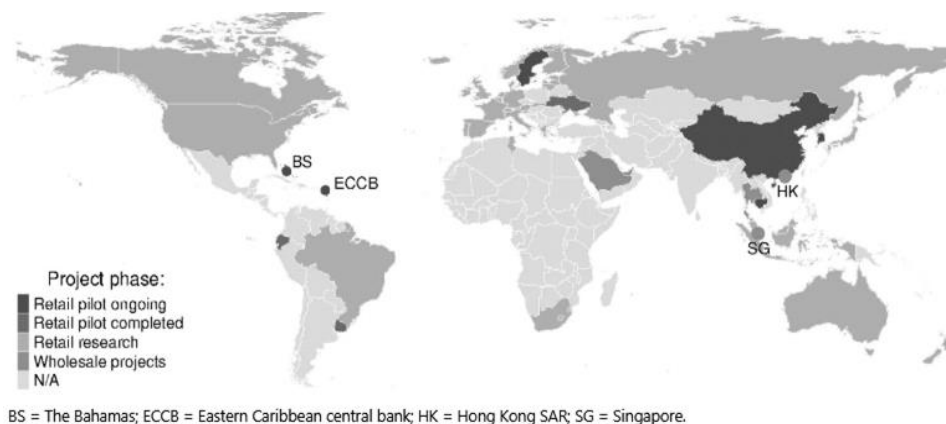 BS
ECCB
HK
SG
Project phase:
Retail pilot ongoing
Retail pilot completed
Retail research
Wholesale projects
N/A
BS = The Bahamas; ECCB = Eastern Caribbean central bank; HK = Hong Kong SAR; SG = Singapore.